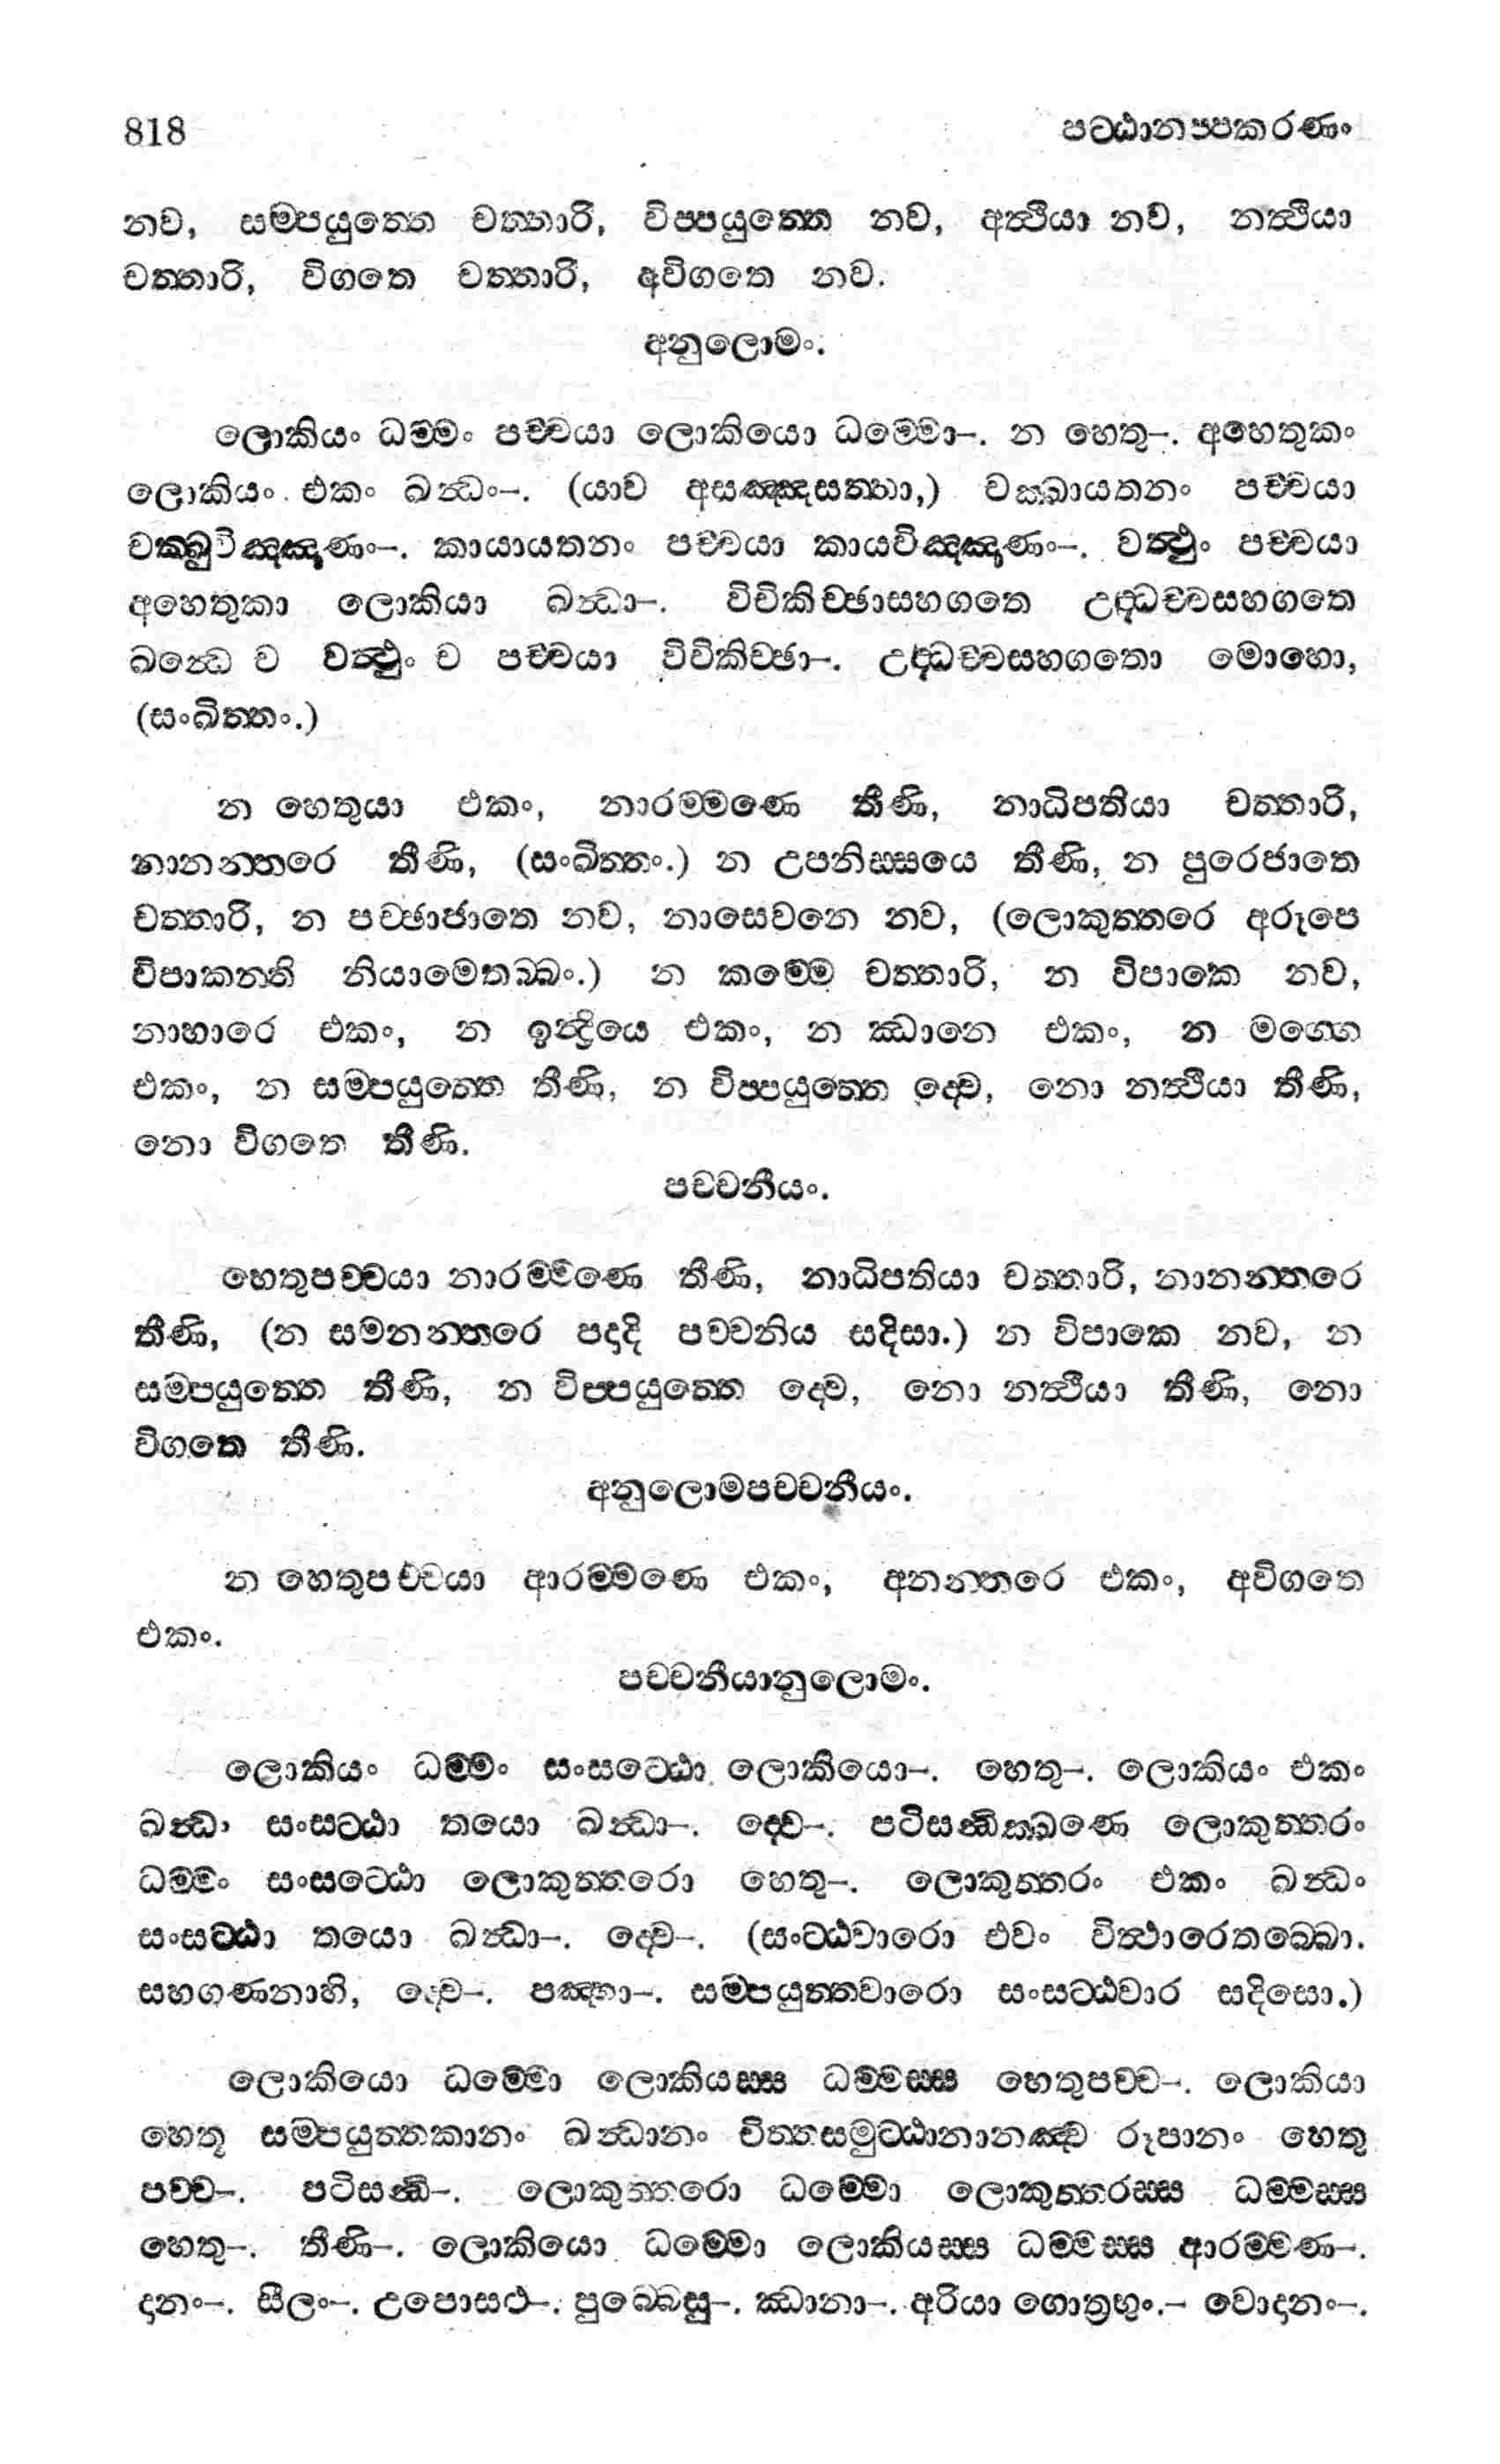 818 පට්ඨානප්පකරණං
නව, සම්පයුත්තෙ චත්තාරි, විප්පයුත්තෙ නව, අත්ථියා නව, නත්ථියා
චත්තාරි, විගතෙ චත්තාරි, අවිගතෙ නව.
අනුලොමං.
ලොකියං ධම්මං පච්චයා ලොකියො ධම්මො–. න හෙතු–. අහෙතුකං
ලොකියං එකං ඛන්ධං–. (යාව අසඤ්ඤසත්තා,) චක්ඛායතනං පච්චයා
චක්ඛුවිඤ්ඤාණං–. කායායතනං පච්චයා කායවිඤ්ඤාණං–. වත්ථුං පච්චයා
අහෙතුකා ලොකියා ඛන්ධා–. විචිකිච්ඡාසහගතෙ උද්ධච්චසහගතෙ
ඛන්ධෙ ච වත්ථුං ච පච්චයා විචිකිච්ඡා–. උද්ධච්චසහගතො මොහො,
(සංඛිත්තං.)
න හෙතුයා එකං, නාරම්මණෙ තීණි, නාධිපතියා චත්තාරි,
නානන්තරෙ තීණි, (සංඛිත්තං.) න උපනිස්සයෙ තීණි, න පුරෙජාතෙ
චත්තාරි, න පච්ඡාජාතෙ නව, නාසෙවනෙ නව, (ලොකුත්තරෙ අරූපෙ
විපාකන්ති නියාමෙතබ්බං.) න කම්මෙ චත්තාරි, න විපාකෙ නව,
නාහාරෙ එකං, න ඉන්ද්‍රියෙ එකං, න ඣානෙ එකං, න මග්ගෙ
එකං, න සම්පයුත්තෙ තීණි, න විප්පයුත්තෙ ද්වෙ, නො නත්ථියා තීණි,
නො විගතෙ තීණි.
පච්චනීයං.
හෙතුපච්චයා නාරම්මණෙ තීණි, නාධිපතියා චත්තාරි, නානන්තරෙ
තීණි, (න සමනන්තරෙ පදාදි පච්චනිය සදිසා.) න විපාකෙ නව, න
සම්පයුත්තෙ තීණි, න විප්පයුත්තෙ ද්වෙ, නො නත්ථියා තීණි, නො
විගතෙ තීණි.
අනුලොමපච්චනීයං.
න හෙතුපච්චයා ආරම්මණෙ එකං, අනන්තරෙ එකං, අවිගතෙ
එකං.
පච්චනීයානුලොමං.
ලොකියං ධම්මං සංසට්ඨො ලොකියො–. හෙතු–. ලොකියං එකං
ඛන්ධං සංසට්ඨා තයො ඛන්ධා–. ද්වෙ–. පටිසන්ධික්ඛණෙ ලොකුත්තරං
ධම්මං සංසට්ඨො ලොකුත්තරො හෙතු–. ලොකුත්තරං එකං ඛන්ධං
සංසට්ඨා තයො ඛන්ධා–. ද්වෙ–. (සංට්ඨවාරො එවං විත්ථාරෙතබ්බො.
සහගණනාහි, ද්වෙ–. පඤ්හා–. සම්පයුත්තවාරො සංසට්ඨවාර සදිසො.)
ලොකියො ධම්මො ලොකියස්ස ධම්මස්ස හෙතුපච්ච–. ලොකියා
හෙතූ සම්පයුත්තකානං ඛන්ධානං චිත්තසමුට්ඨානානඤ්ච රූපානං හෙතු
පච්ච–. පටිසන්ධි–. ලොකුත්තරො ධම්මො ලොකුත්තරස්ස ධම්මස්ස
හෙතු–. තීණි–. ලොකියො ධම්මො ලොකියස්ස ධම්මස්ස ආරම්මණ–.
දානං–. සීලං–. උපොසථ–. පුබ්බෙසු–. ඣානා–. අරියා ගොත්‍රභුං.– වොදානං–.